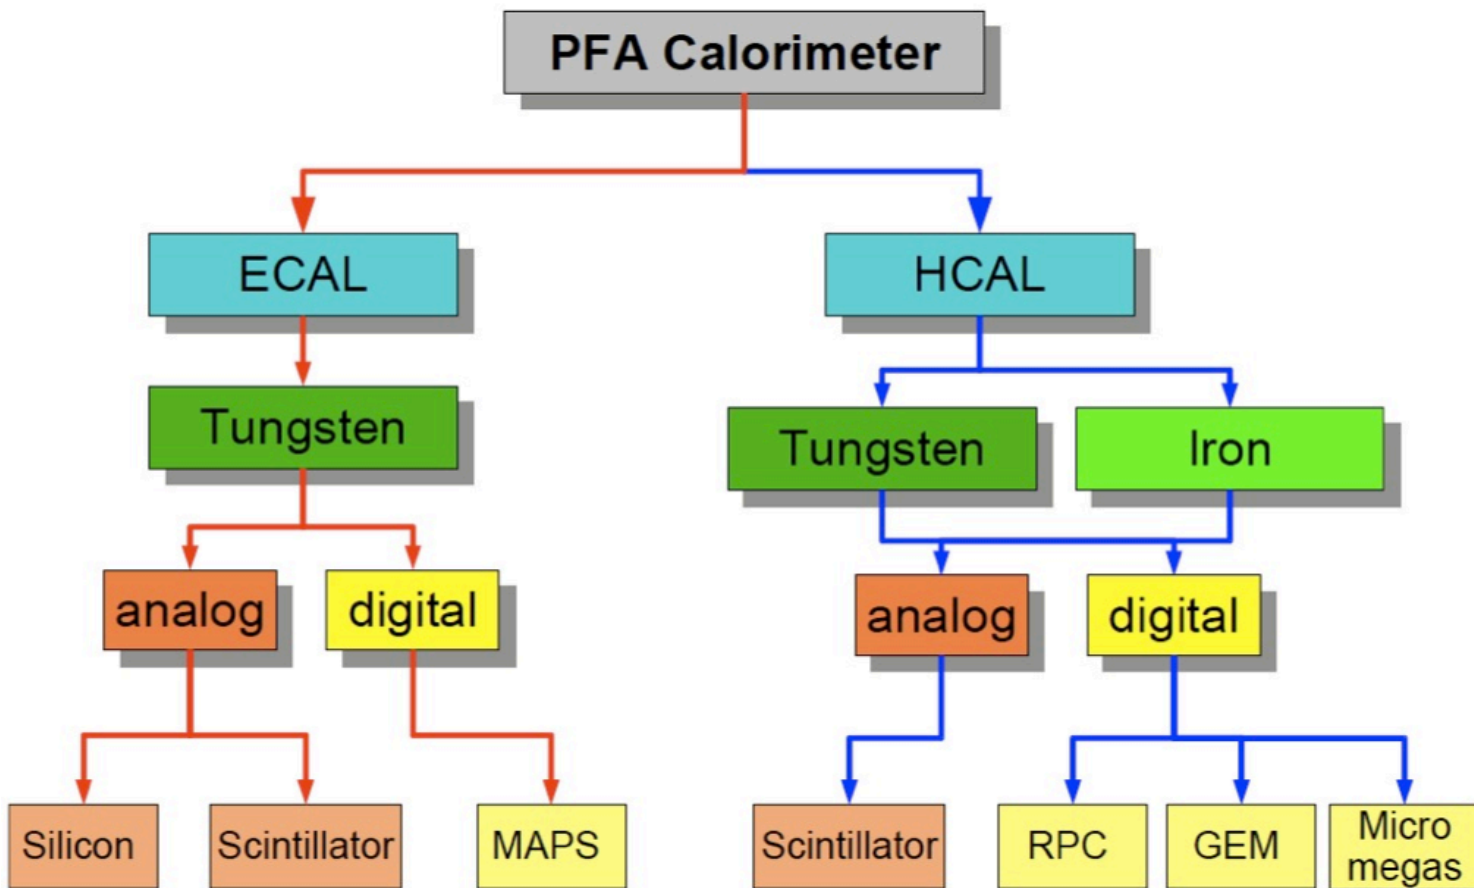 PFA Calorimeter
ECAL
HCAL
Tungsten
Tungsten
Iron
analog
digital
analog
digital
Silicon
Scintillator
MAPS
Scintillator
RPC
GEM
Micro
megas